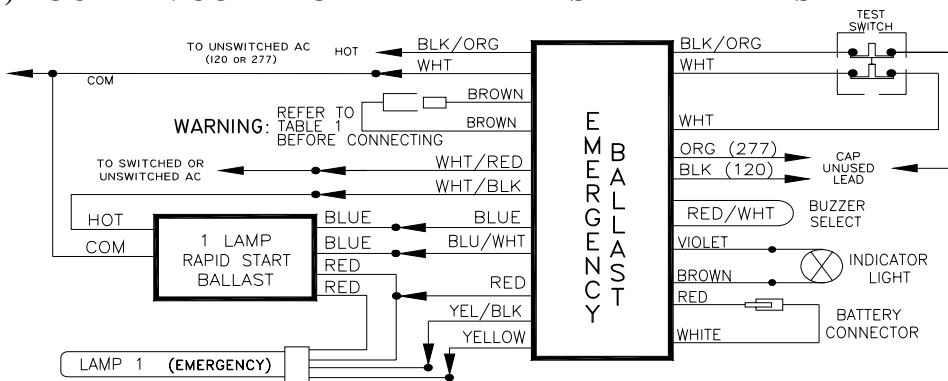 TEST
SWITCH
TO UNSWITCHED AC
(120 or 277)
HOT
COM
BLK/ORG
WHT
BROWN
BROWN
WARNING: REFER TO
TABLE 1
BEFORE CONNECTING
TO SWITCHED OR
UNSWITCHED AC
WHT/RED
WHT/BLK
HOT
COM
1 LAMP
RAPID START
BALLAST
BLUE
BLUE
BLUE
BLU/WHT
RED
RED
RED
YEL/BLK
YELLOW
LAMP 1 (EMERGENCY)
EMERGENCY
BALLAST
BLK/ORG
WHT
WHT
ORG (277)
BLK (120)
CAP
UNUSED
LEAD
RED/WHT
BUZZER
SELECT
VIOLET
BROWN
INDICATOR
LIGHT
RED
WHITE
BATTERY
CONNECTOR